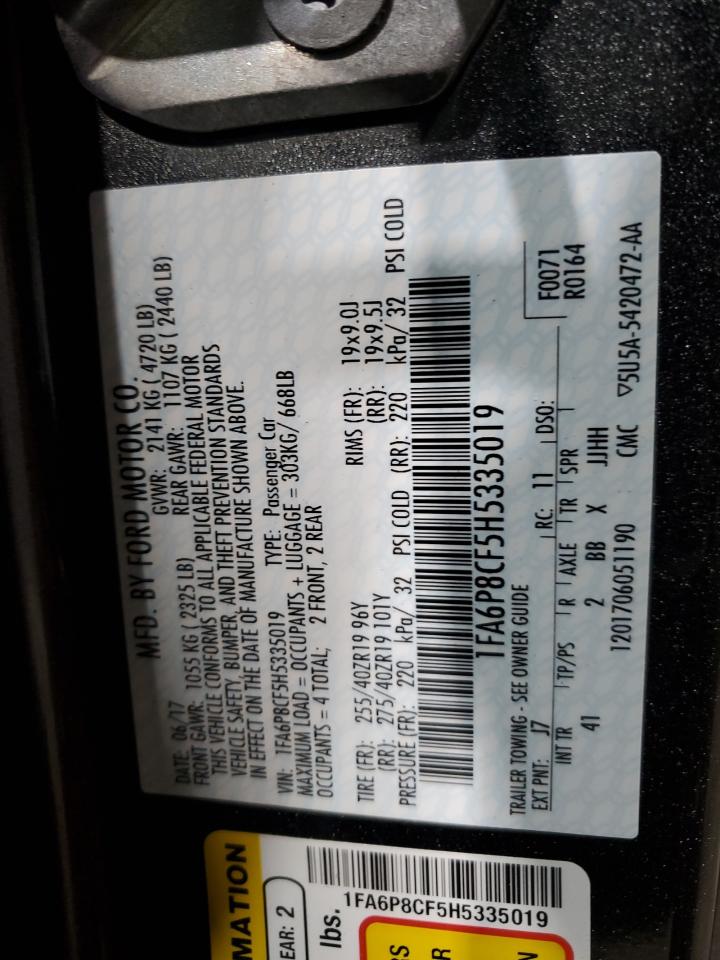 MFD. BY FORD MOTOR CO.
DATE: 06/17 GVWR: 2141 KG ( 4720 LB)
FRONT GAWR: 1055 KG ( 2325 LB) REAR GAWR: 1107 KG ( 2440 LB)
THIS VEHICLE CONFORMS TO ALL APPLICABLE FEDERAL MOTOR
VEHICLE SAFETY, BUMPER, AND THEFT PREVENTION STANDARDS
IN EFFECT ON THE DATE OF MANUFACTURE SHOWN ABOVE.
VIN: 1FA6P8CF5H5335019 TYPE: Passenger Car
MAXIMUM LOAD = OCCUPANTS + LUGGAGE = 303KG/ 668LB
OCCUPANTS = 4 TOTAL; 2 FRONT, 2 REAR
TIRE (FR): 255/40ZR19 96Y RIMS (FR): 19x9.0J
(RR): 275/40ZR19 101Y (RR): 19x9.5J
PRESSURE (FR): 220 kPa/ 32 PSI COLD (RR): 220 kPa/ 32 PSI COLD
1FA6P8CF5H5335019
TRAILER TOWING - SEE OWNER GUIDE
F0071
EXT PNT: J7 RC: 11 DSO: R0164
INT TR TP/PS R AXLE TR SPR
41 2 BB X JJHH
1201706051190 CMC ▽5U5A-5420472-AA
MATION
EAR: 2
lbs.
1FA6P8CF5H5335019
RS
R
N